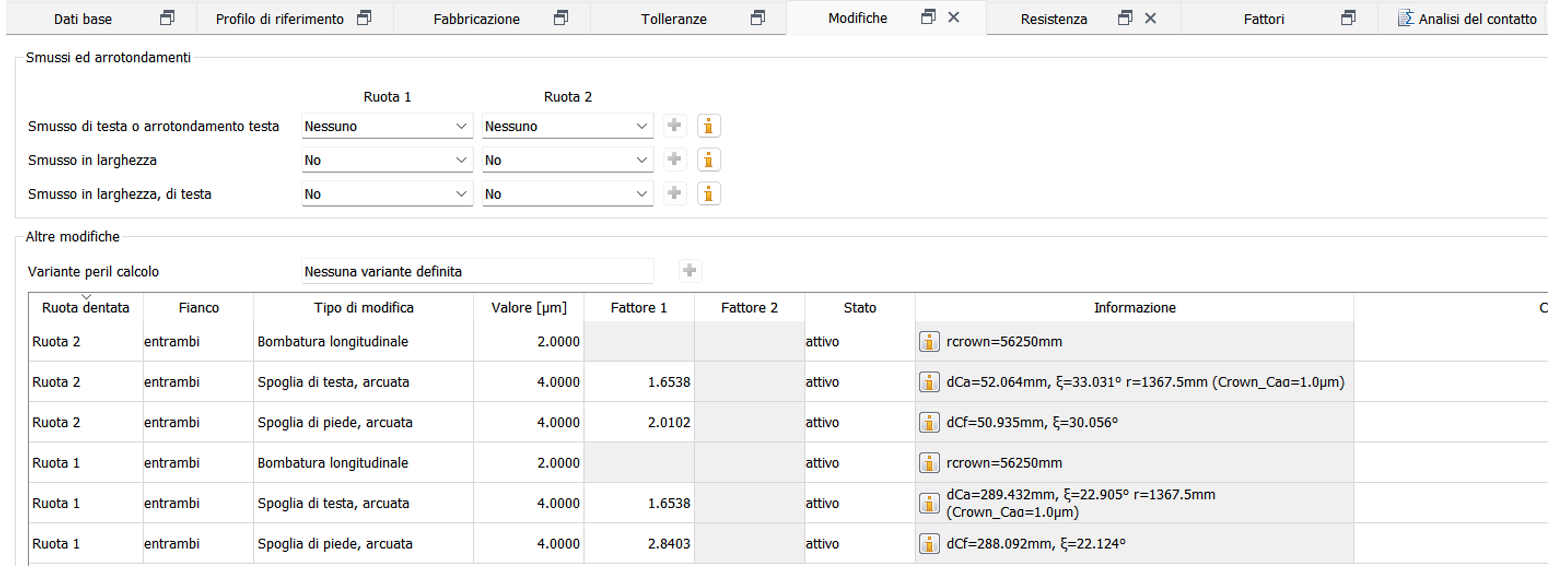 Dati base Profilo di riferimento Fabbricazione Tolleranze Modifiche Resistenza Fattori Analisi del contatto
Smussi ed arrotondamenti
Ruota 1 Ruota 2
Smusso di testa o arrotondamento testa Nessuno Nessuno
Smusso in larghezza No No
Smusso in larghezza, di testa No No
Altre modifiche
Variante peril calcolo Nessuna variante definita
Ruota dentata Fianco Tipo di modifica Valore [µm] Fattore 1 Fattore 2 Stato Informazione C
Ruota 2 entrambi Bombatura longitudinale 2.0000 attivo rcrown=56250mm
Ruota 2 entrambi Spoglia di testa, arcuata 4.0000 1.6538 attivo dCa=52.064mm, ξ=33.031° r=1367.5mm (Crown_Caα=1.0µm)
Ruota 2 entrambi Spoglia di piede, arcuata 4.0000 2.0102 attivo dCf=50.935mm, ξ=30.056°
Ruota 1 entrambi Bombatura longitudinale 2.0000 attivo rcrown=56250mm
Ruota 1 entrambi Spoglia di testa, arcuata 4.0000 1.6538 attivo dCa=289.432mm, ξ=22.905° r=1367.5mm
(Crown_Caα=1.0µm)
Ruota 1 entrambi Spoglia di piede, arcuata 4.0000 2.8403 attivo dCf=288.092mm, ξ=22.124°